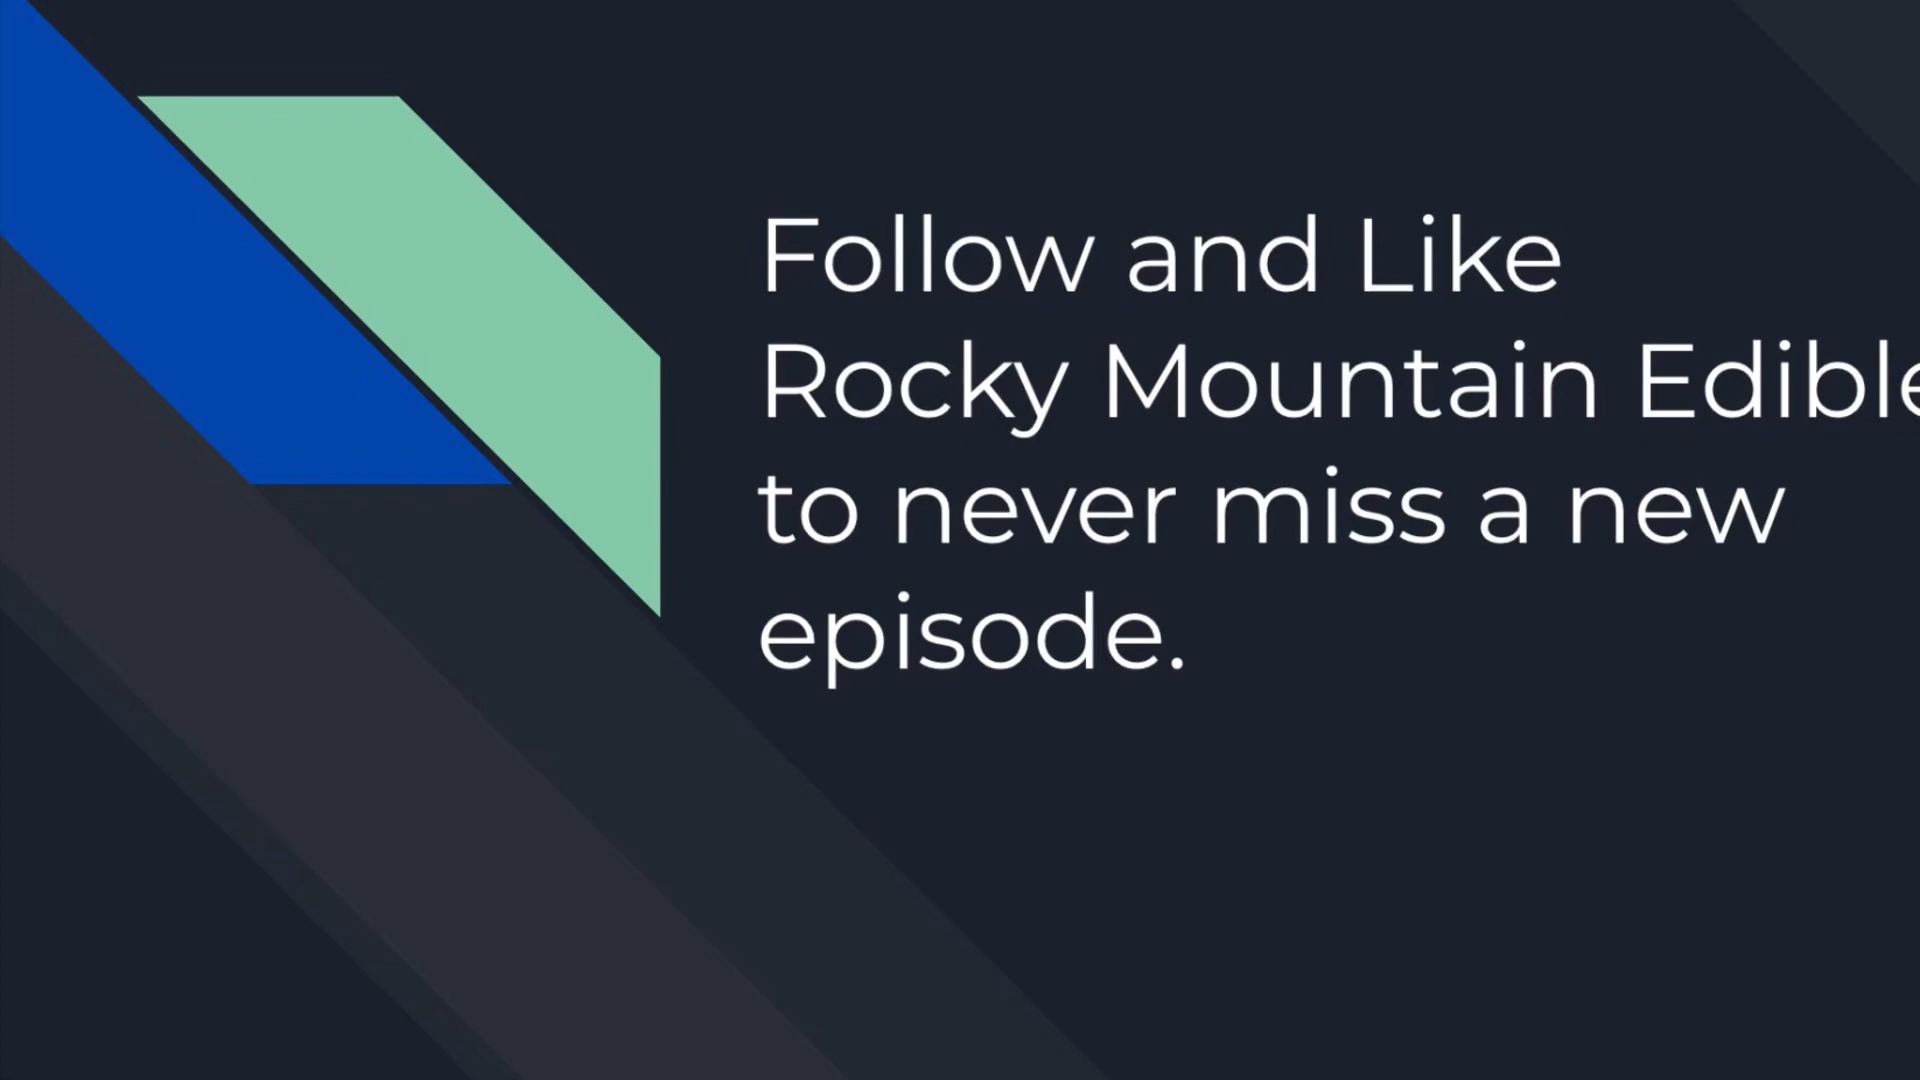 Follow and Like
Rocky Mountain Edible
to never miss a new
episode.